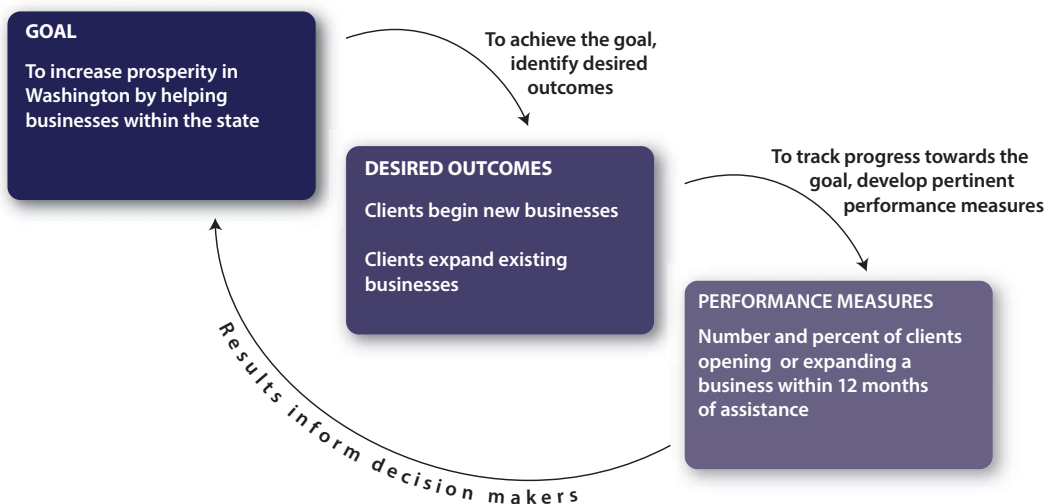 GOAL
To increase prosperity in
Washington by helping
businesses within the state
To achieve the goal,
identify desired
outcomes
DESIRED OUTCOMES
Clients begin new businesses
Clients expand existing
businesses
To track progress towards the
goal, develop pertinent
performance measures
PERFORMANCE MEASURES
Number and percent of clients
opening or expanding a
business within 12 months
of assistance
Results inform decision makers